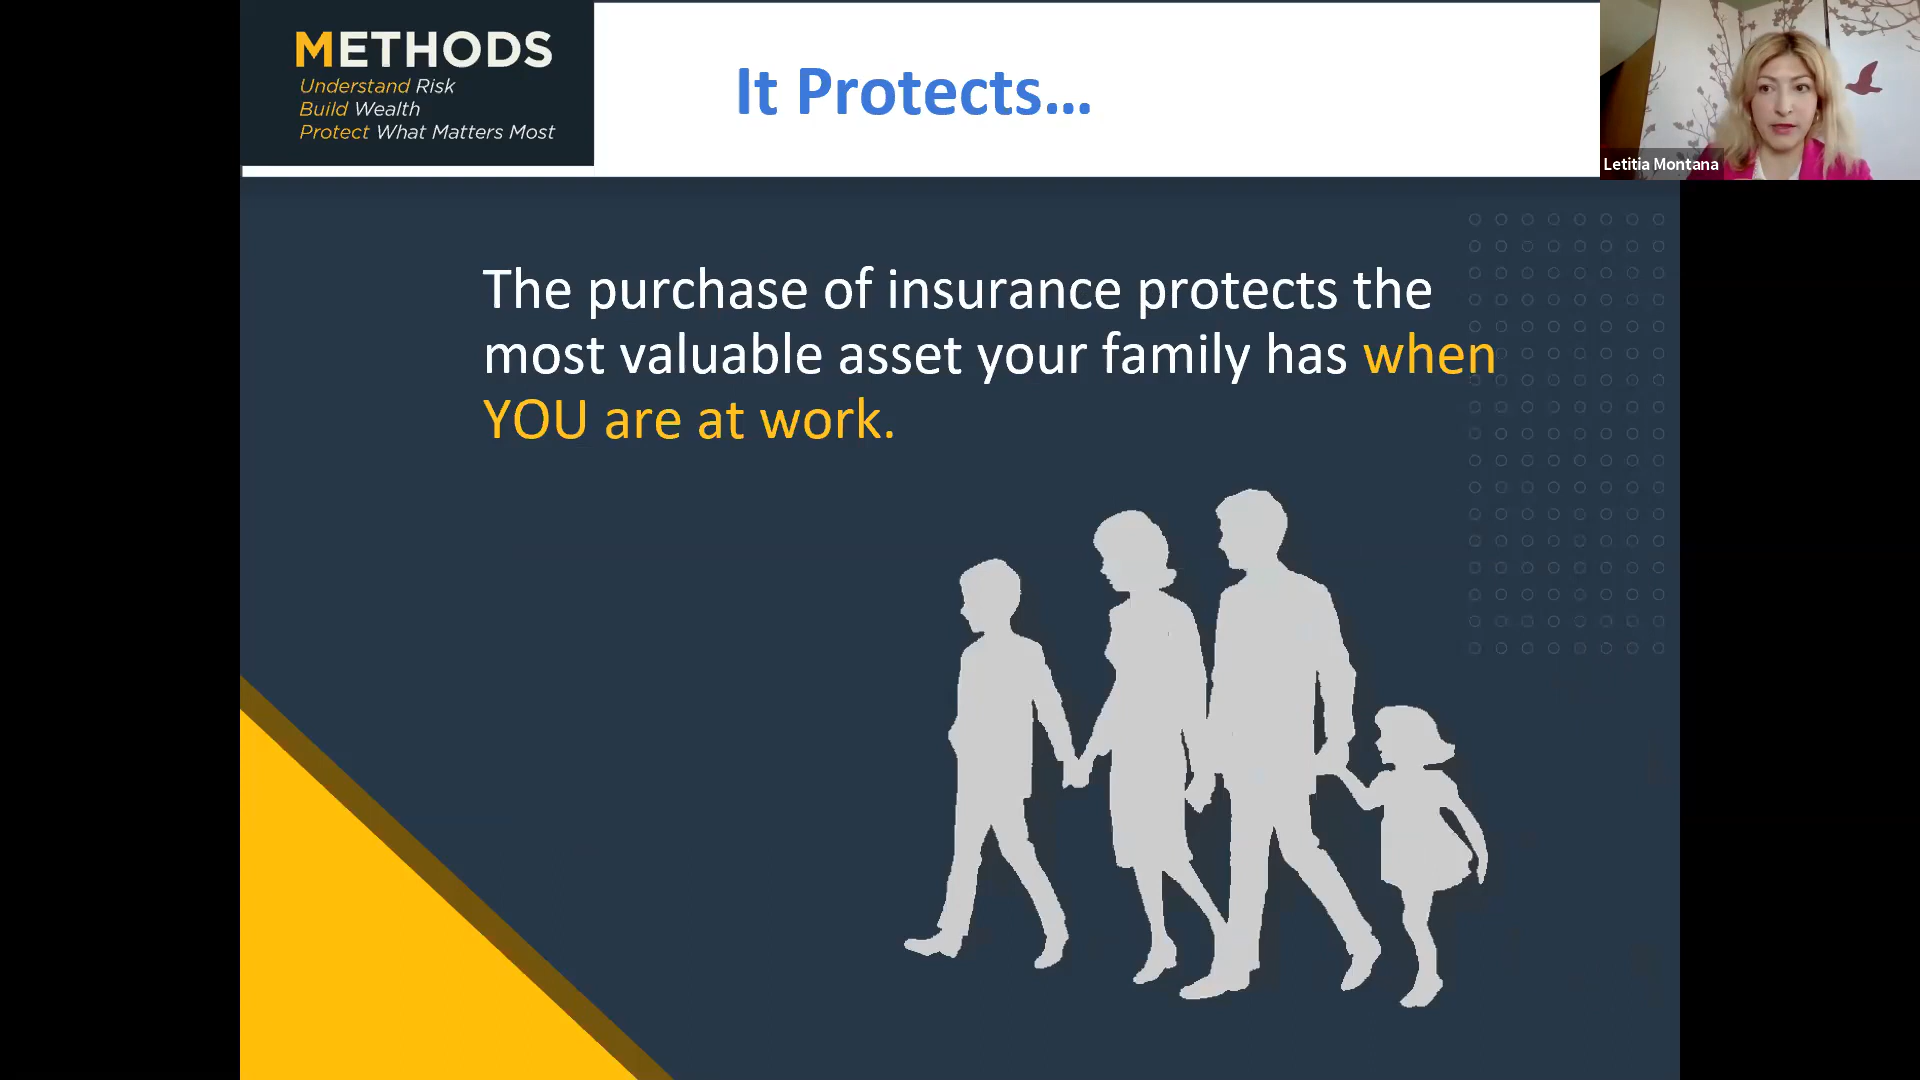 METHODS
Understand Risk
Build Wealth
Protect What Matters Most
It Protects...
Letitia Montana
The purchase of insurance protects the
most valuable asset your family has when
YOU are at work.